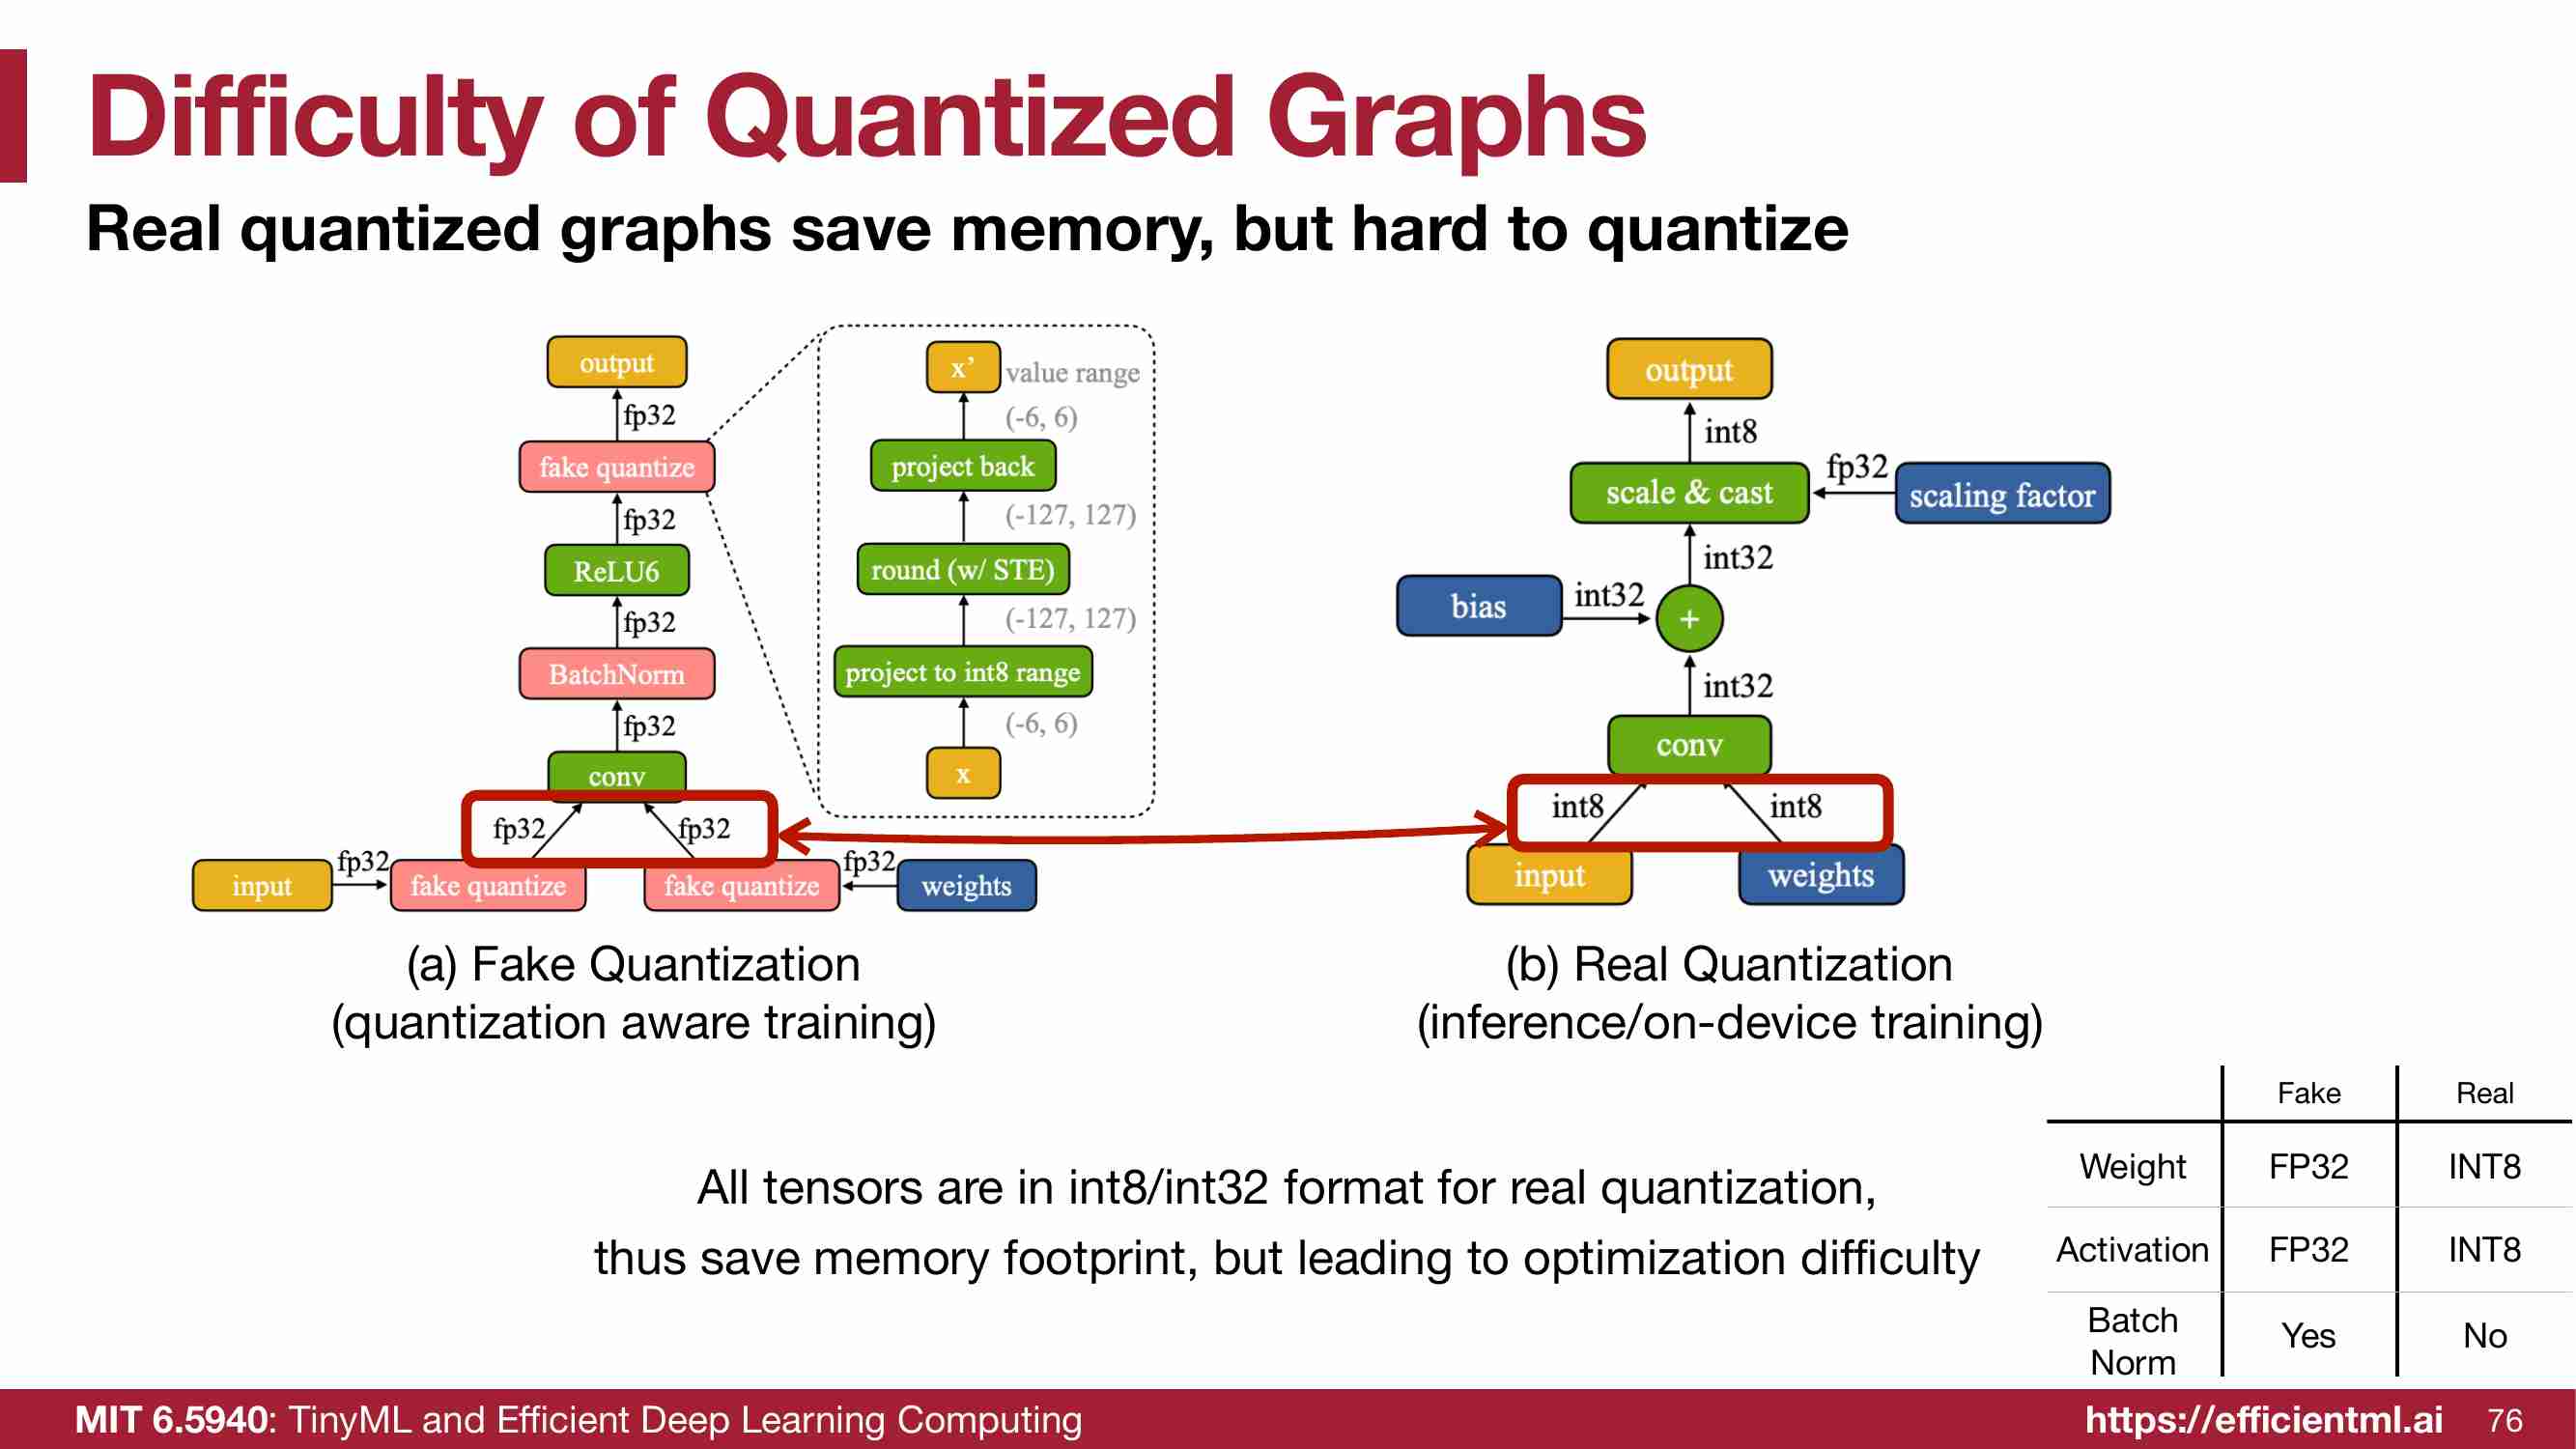 Difficulty of Quantized Graphs
Real quantized graphs save memory, but hard to quantize
output
fp32
fake quantize
fp32
ReLU6
fp32
BatchNorm
fp32
conv
fp32
fp32
input
fp32
fake quantize
fake quantize
fp32
weights
x’
value range
(-6, 6)
project back
(-127, 127)
round (w/ STE)
(-127, 127)
project to int8 range
(-6, 6)
x
(a) Fake Quantization
(quantization aware training)
output
int8
scale & cast
fp32
scaling factor
int32
bias
int32
+
int32
conv
int8
int8
input
weights
(b) Real Quantization
(inference/on-device training)
All tensors are in int8/int32 format for real quantization,
thus save memory footprint, but leading to optimization difficulty
Fake Real
Weight FP32 INT8
Activation FP32 INT8
Batch
Norm Yes No
MIT 6.5940: TinyML and Efficient Deep Learning Computing
https://efficientml.ai 76